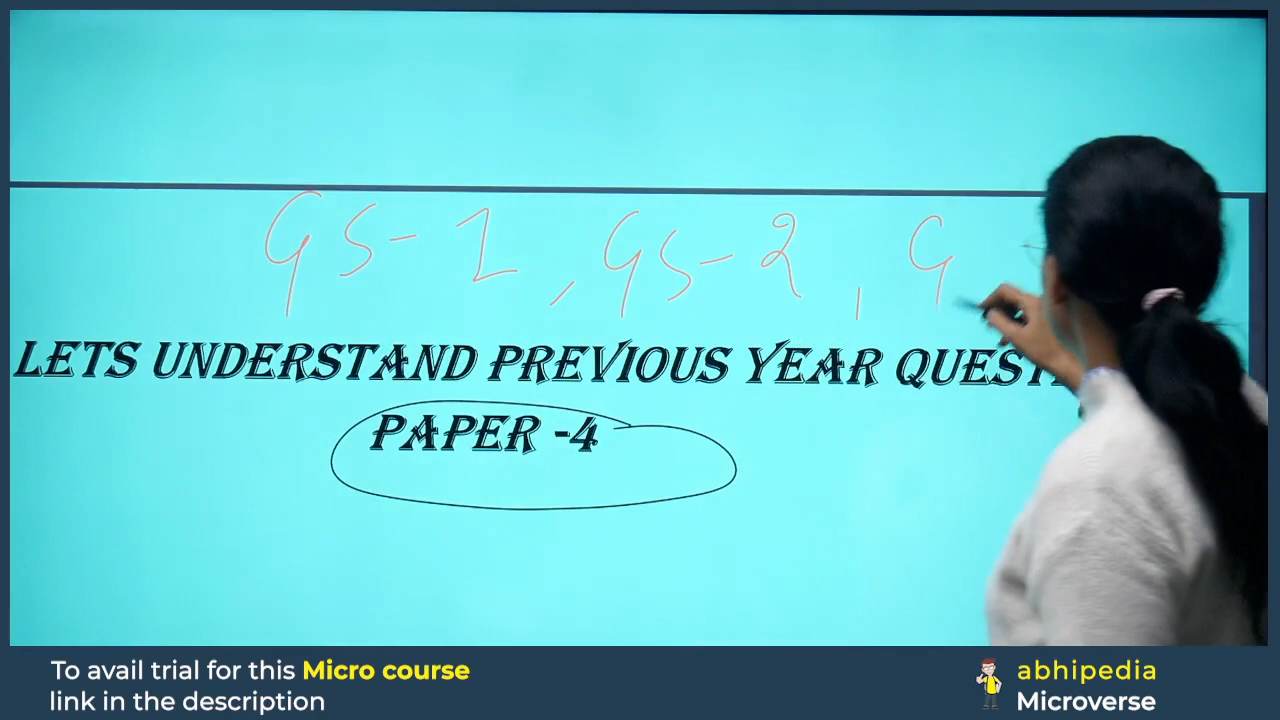 GS-1, GS-2, G
LETS UNDERSTAND PREVIOUS YEAR QUEST
PAPER -4
To avail trial for this Micro course
link in the description
abhipedia
Microverse